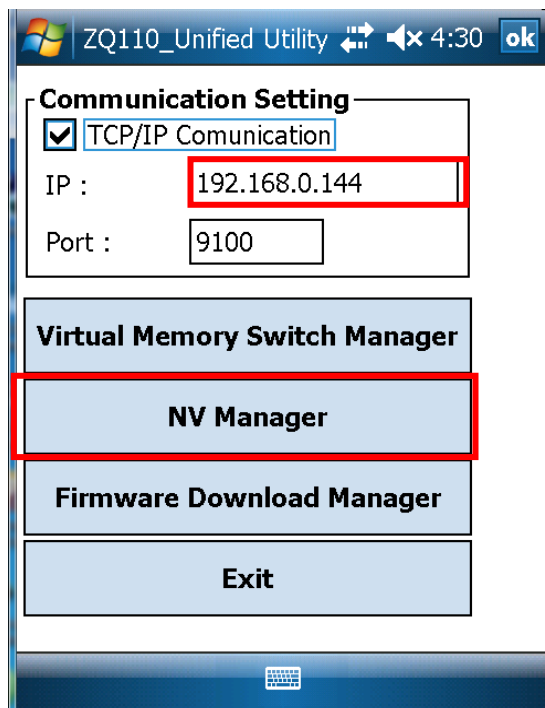 ZQ110_Unified Utility 4:30 ok
Communication Setting
TCP/IP Comunication
IP : 192.168.0.144
Port : 9100
Virtual Memory Switch Manager
NV Manager
Firmware Download Manager
Exit